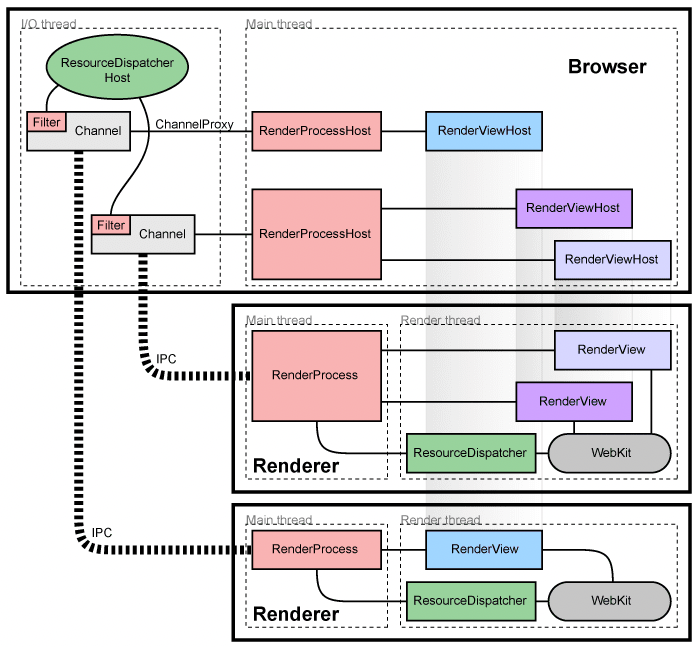 I/O thread
Main thread
ResourceDispatcher
Host
Browser
Filter
Channel
ChannelProxy
RenderProcessHost
RenderViewHost
Filter
Channel
RenderProcessHost
RenderViewHost
RenderViewHost
Main thread
Render thread
IPC
RenderProcess
RenderView
RenderView
ResourceDispatcher
WebKit
Renderer
Main thread
Render thread
IPC
RenderProcess
RenderView
ResourceDispatcher
WebKit
Renderer